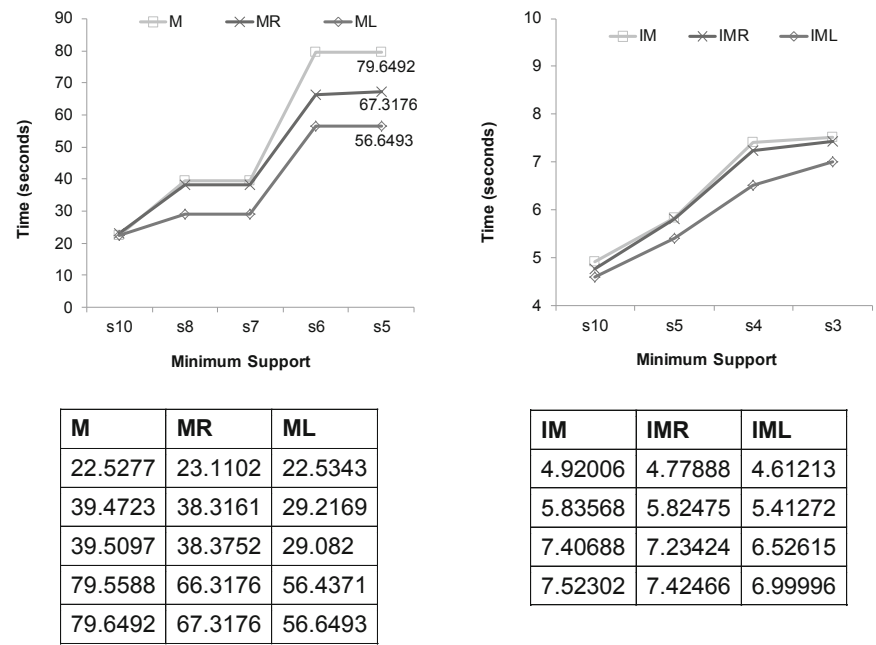 M MR ML
90
80
70
60
50
40
30
20
10
0
Time (seconds)
79.6492
67.3176
56.6493
s10 s8 s7 s6 s5
Minimum Support
IM IMR IML
10
9
8
7
6
5
4
Time (seconds)
s10 s5 s4 s3
Minimum Support
M MR ML
22.5277 23.1102 22.5343
39.4723 38.3161 29.2169
39.5097 38.3752 29.082
79.5588 66.3176 56.4371
79.6492 67.3176 56.6493
IM IMR IML
4.92006 4.77888 4.61213
5.83568 5.82475 5.41272
7.40688 7.23424 6.52615
7.52302 7.42466 6.99996